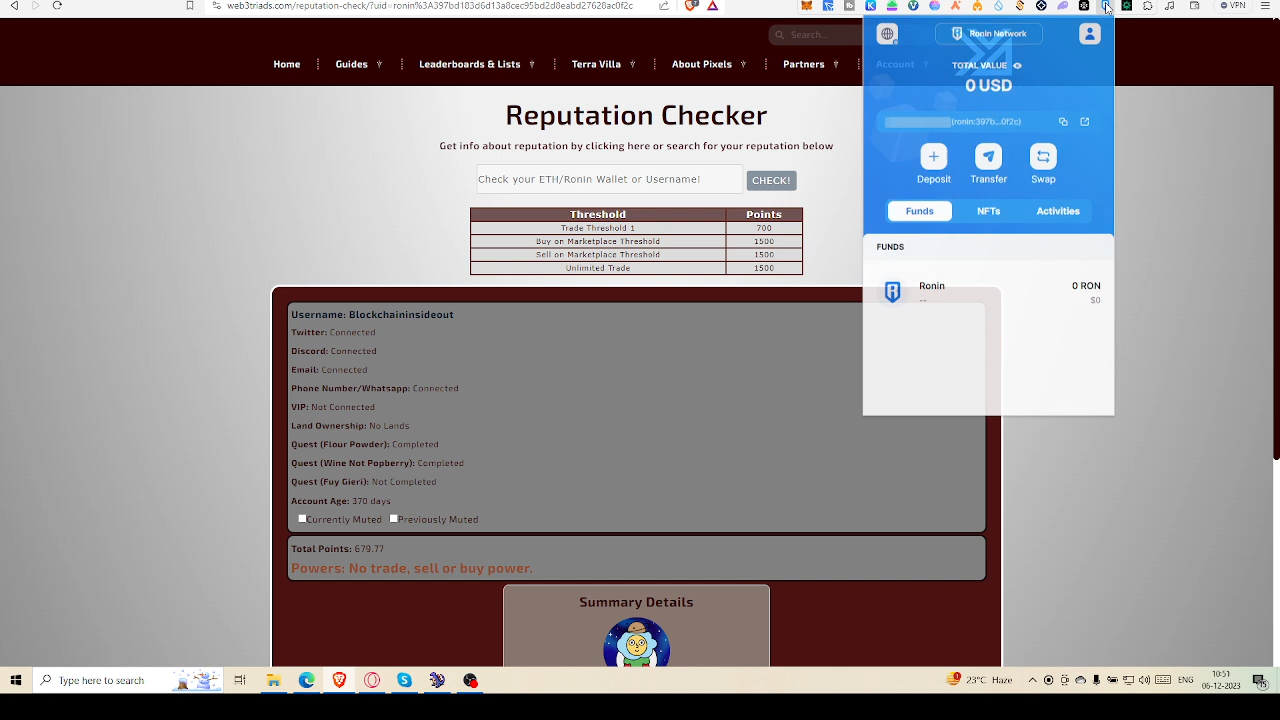 web3triads.com/reputation-check/?uid=ronin%3A397bd183d6d13a8cec95bd2d8eabd27628ac0f2c
VPN
Search...
Home
Guides
Leaderboards & Lists
Terra Villa
About Pixels
Partners
Account
Ronin Network
TOTAL VALUE
0 USD
(ronin:397b...0f2c)
Deposit
Transfer
Swap
Funds
NFTs
Activities
FUNDS
Ronin
0 RON
--
$0
Reputation Checker
Get info about reputation by clicking here or search for your reputation below
Check your ETH/Ronin Wallet or Username!
CHECK!
Threshold Points
Trade Threshold 1 700
Buy on Marketplace Threshold 1500
Sell on Marketplace Threshold 1500
Unlimited Trade 1500
Username: Blockchaininsideout
Twitter: Connected
Discord: Connected
Email: Connected
Phone Number/Whatsapp: Connected
VIP: Not Connected
Land Ownership: No Lands
Quest (Flour Powder): Completed
Quest (Wine Not Popberry): Completed
Quest (Fuy Gieri): Not Completed
Account Age: 370 days
Currently Muted Previously Muted
Total Points: 679.77
Powers: No trade, sell or buy power.
Summary Details
Type here to search
23°C Haze
ENG
10:51
06-12-2023